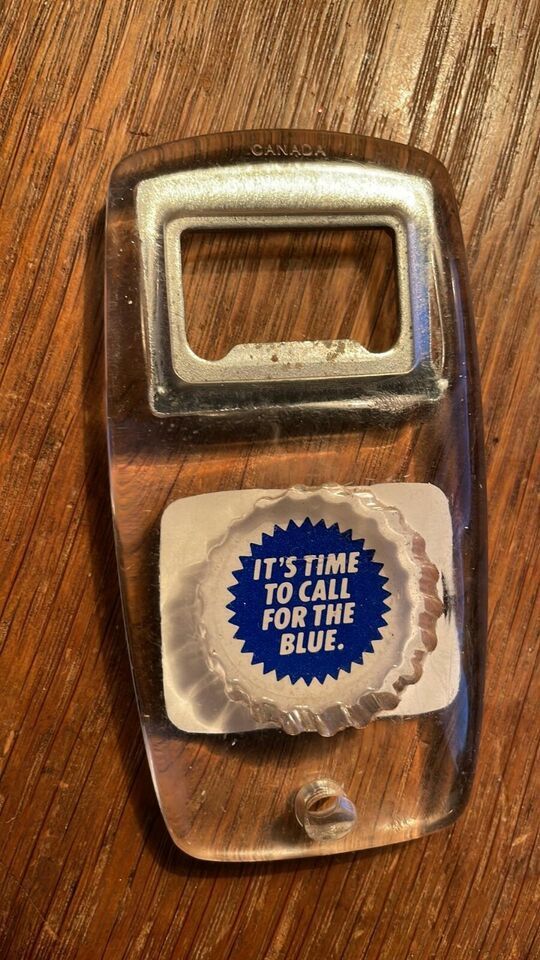 CANADA
IT'S TIME
TO CALL
FOR THE
BLUE.